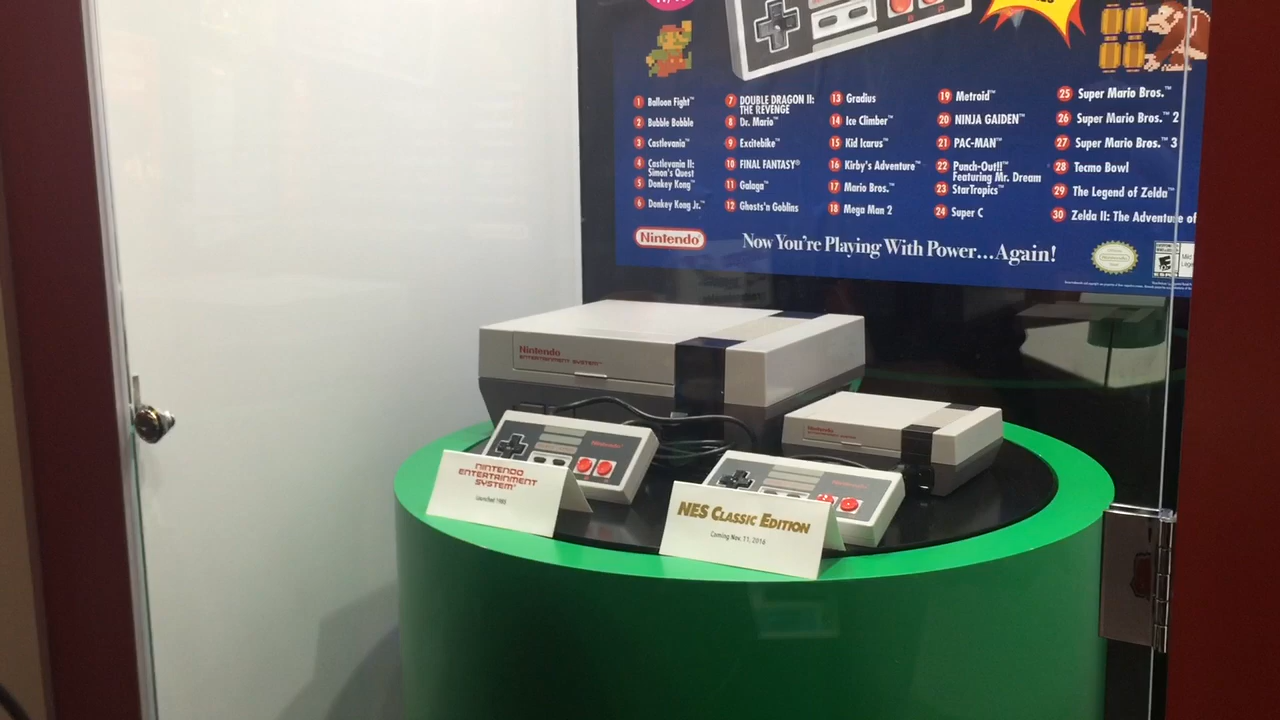 1 Balloon Fight™
2 Bubble Bobble
3 Castlevania™
4 Castlevania II:
Simon's Quest
5 Donkey Kong™
6 Donkey Kong Jr.™
7 DOUBLE DRAGON II:
THE REVENGE
8 Dr. Mario™
9 Excitebike™
10 FINAL FANTASY®
11 Galaga™
12 Ghosts'n Goblins
13 Gradius
14 Ice Climber™
15 Kid Icarus™
16 Kirby's Adventure™
17 Mario Bros.™
18 Mega Man 2
19 Metroid™
20 NINJA GAIDEN™
21 PAC-MAN™
22 Punch-Out!!™
Featuring Mr. Dream
23 StarTropics™
24 Super C
25 Super Mario Bros.™
26 Super Mario Bros.™ 2
27 Super Mario Bros.™ 3
28 Tecmo Bowl
29 The Legend of Zelda™
30 Zelda II: The Adventure of
Nintendo®
Now You're Playing With Power...Again!
Nintendo
ENTERTAINMENT SYSTEM™
Nintendo
ENTERTAINMENT SYSTEM
Nintendo
NINTENDO
ENTERTAINMENT
SYSTEM®
Launched 1985
NES CLASSIC EDITION
Coming Nov. 11, 2016